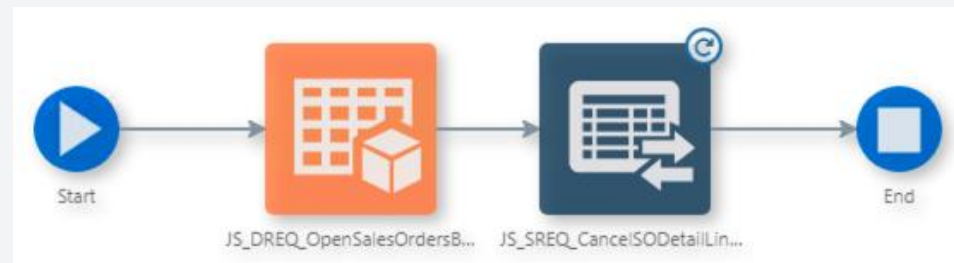 Start
JS_DREQ_OpenSalesOrdersB...
JS_SREQ_CancelSODetailLin...
End